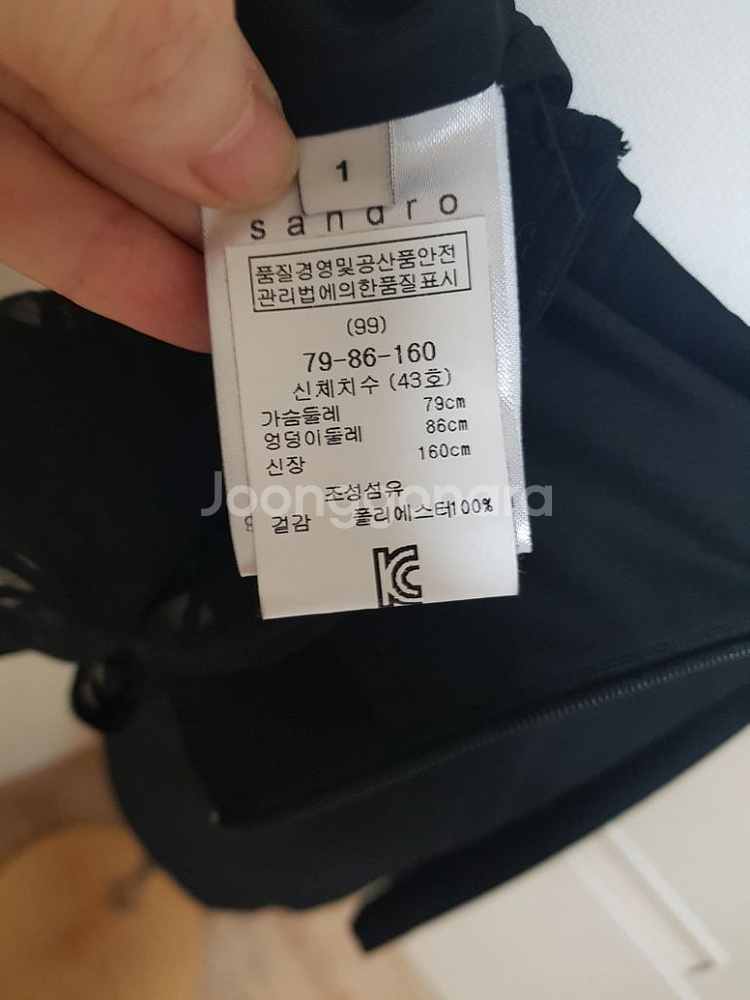 1
sandro
품질경영및공산품안전
관리법에의한품질표시
(99)
79-86-160
신체치수 (43호)
가슴둘레 79cm
엉덩이둘레 86cm
신장 160cm
조성섬유
Joonggonara
겉감 폴리에스터100%
KC